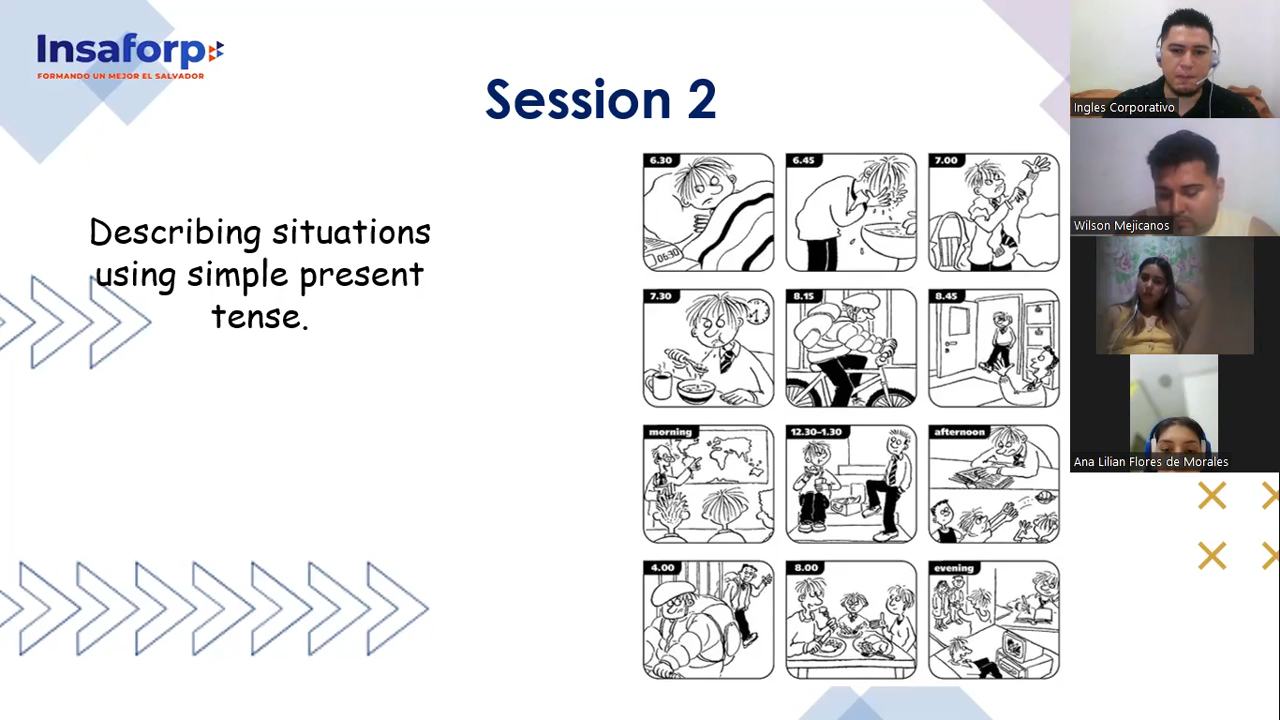 Insaforp
FORMANDO UN MEJOR EL SALVADOR
Session 2
Describing situations
using simple present
tense.
6.30
6.45
7.00
0630
7.30
8.15
8.45
morning
12.30–1.30
afternoon
4.00
8.00
evening
Ingles Corporativo
Wilson Mejicanos
Ana Lilian Flores de Morales